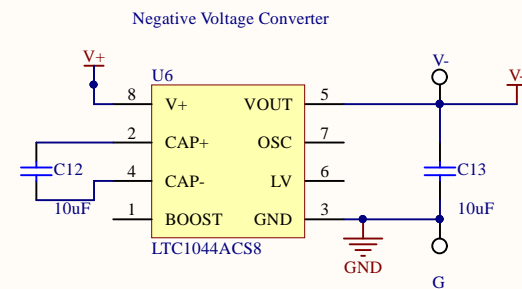 Negative Voltage Converter
V+ V- V-
U6
8 V+ VOUT 5
2 CAP+ OSC 7
C12 4 CAP- LV 6 C13
10uF 1 BOOST GND 3 10uF
LTC1044ACS8
GND
G